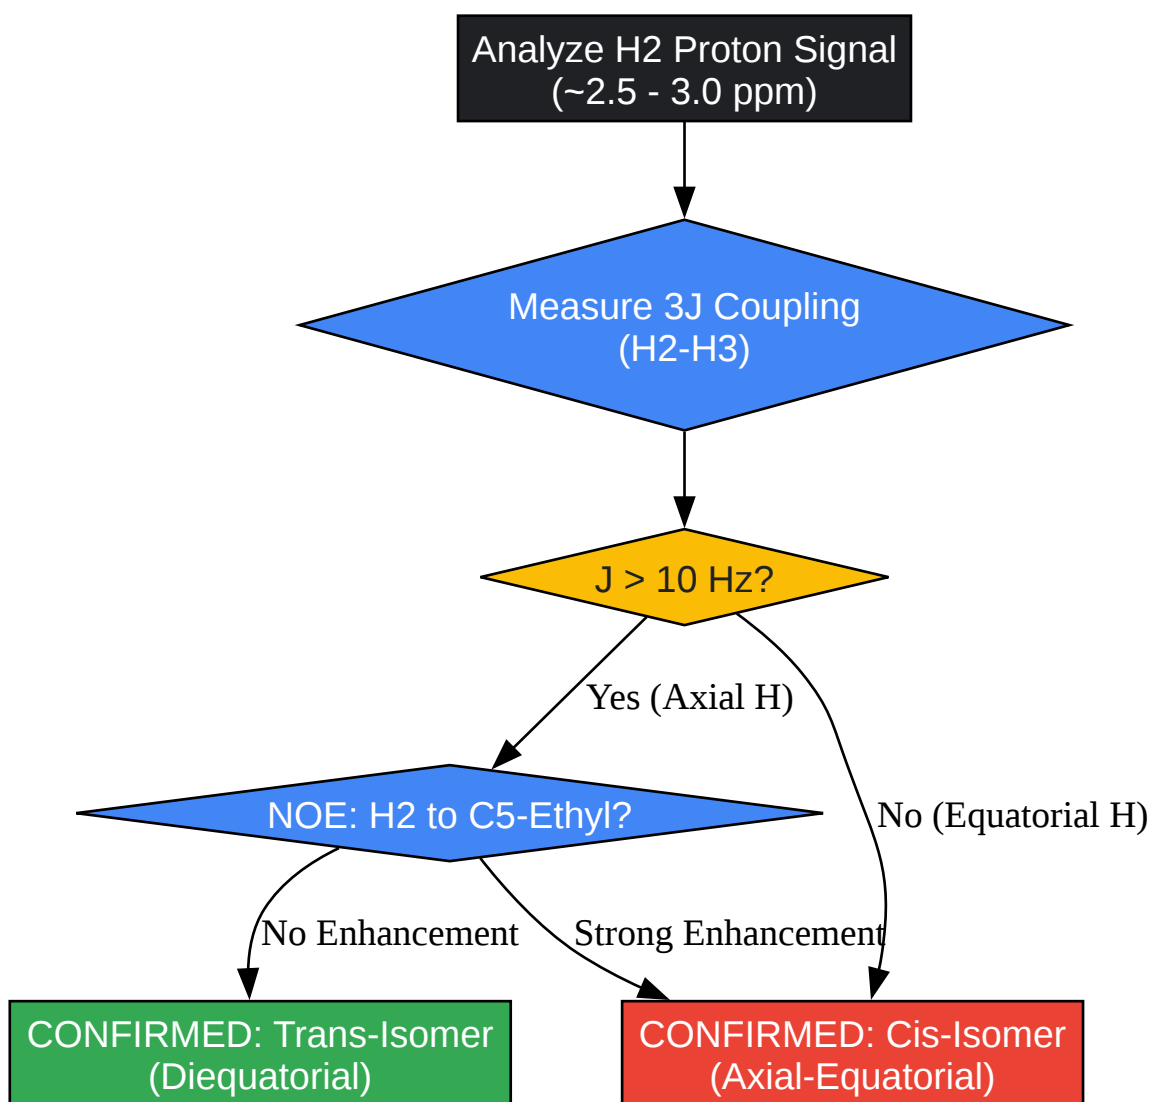 Analyze H2 Proton Signal
(~2.5 - 3.0 ppm)
Measure 3J Coupling
(H2-H3)
J > 10 Hz?
Yes (Axial H)
NOE: H2 to C5-Ethyl?
No (Equatorial H)
No Enhancement
Strong Enhancement
CONFIRMED: Trans-Isomer
(Diequatorial)
CONFIRMED: Cis-Isomer
(Axial-Equatorial)